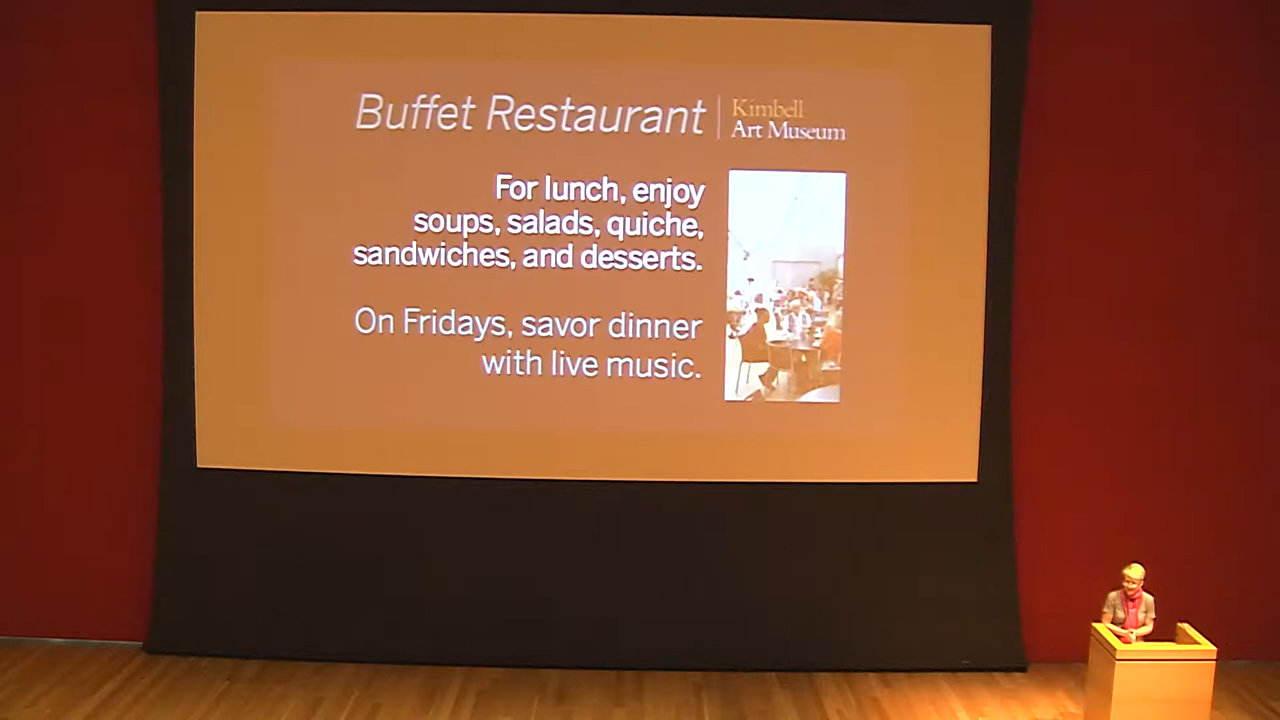 Buffet Restaurant
Kimbell
Art Museum
For lunch, enjoy
soups, salads, quiche,
sandwiches, and desserts.
On Fridays, savor dinner
with live music.